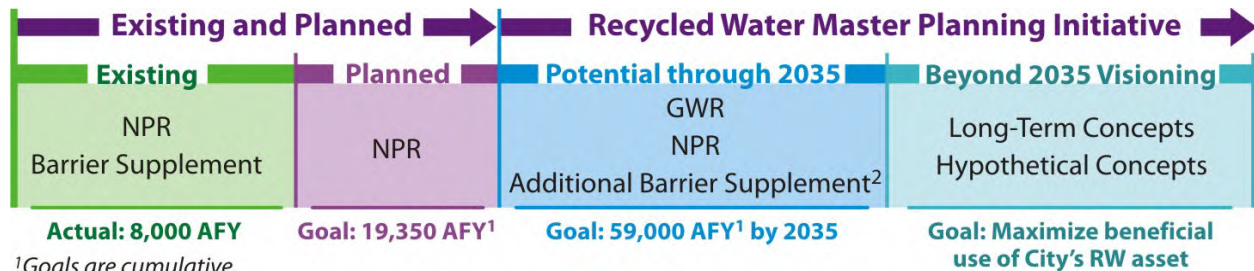 Existing and Planned
Recycled Water Master Planning Initiative
Existing
Planned
Potential through 2035
Beyond 2035 Visioning
NPR
Barrier Supplement
NPR
GWR
NPR
Additional Barrier Supplement²
Long-Term Concepts
Hypothetical Concepts
Actual: 8,000 AFY
Goal: 19,350 AFY¹
Goal: 59,000 AFY¹ by 2035
Goal: Maximize beneficial
use of City's RW asset
¹Goals are cumulative